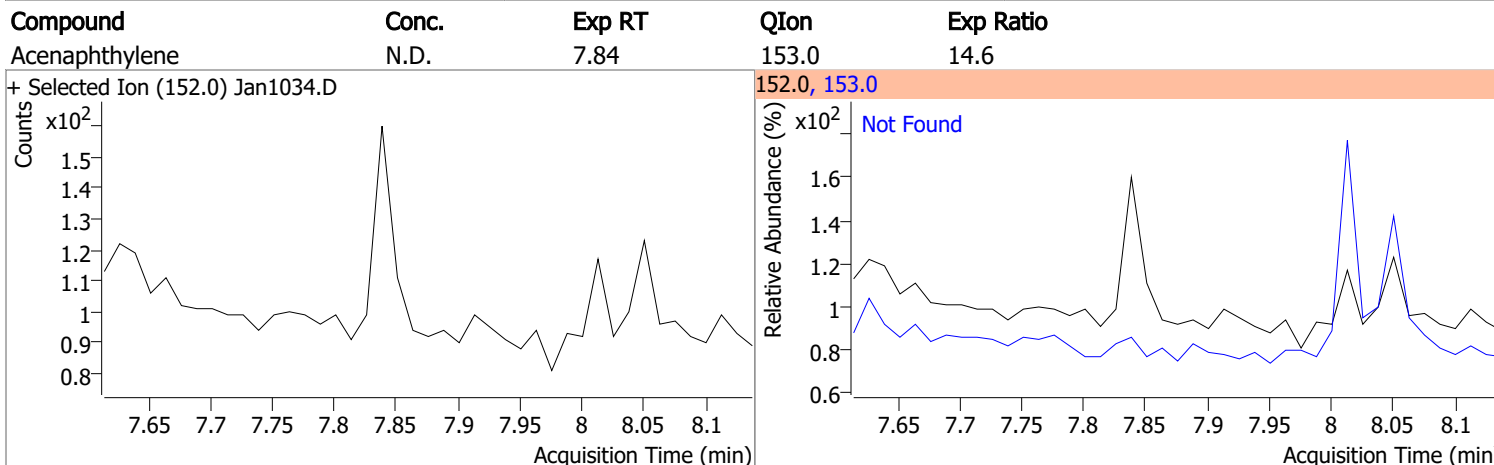 Compound Conc. Exp RT QIon Exp Ratio
Acenaphthylene N.D. 7.84 153.0 14.6
+ Selected Ion (152.0) Jan1034.D
Counts
x10²
1.5
1.4
1.3
1.2
1.1
1
0.9
0.8
7.65 7.7 7.75 7.8 7.85 7.9 7.95 8 8.05 8.1
Acquisition Time (min)
152.0, 153.0
Relative Abundance (%)
x10²
Not Found
1.6
1.4
1.2
1
0.8
0.6
7.65 7.7 7.75 7.8 7.85 7.9 7.95 8 8.05 8.1
Acquisition Time (min